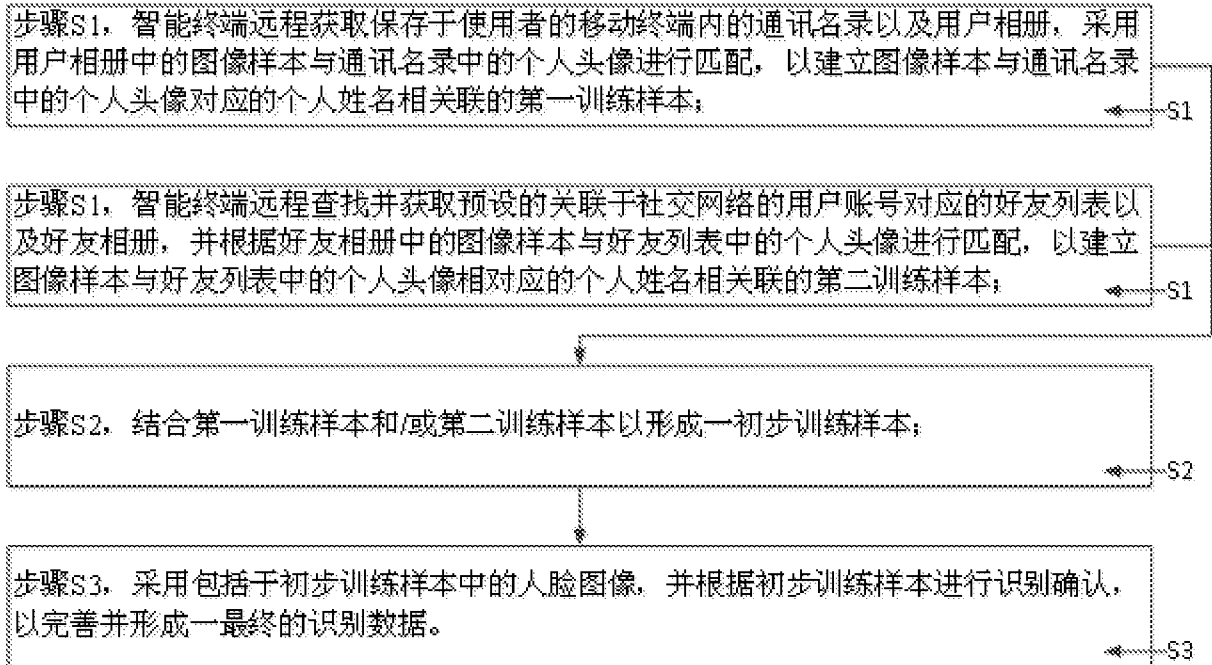 步骤S1，智能终端远程获取保存于使用者的移动终端内的通讯名录以及用户相册，采用
用户相册中的图像样本与通讯名录中的个人头像进行匹配，以建立图像样本与通讯名录
中的个人头像对应的个人姓名相关联的第一训练样本；
S1
步骤S1，智能终端远程查找并获取预设的关联于社交网络的用户账号对应的好友列表以
及好友相册，并根据好友相册中的图像样本与好友列表中的个人头像进行匹配，以建立
图像样本与好友列表中的个人头像相对应的个人姓名相关联的第二训练样本；
S1
步骤S2，结合第一训练样本和/或第二训练样本以形成一初步训练样本；
S2
步骤S3，采用包括于初步训练样本中的人脸图像，并根据初步训练样本进行识别确认，
以完善并形成一最终的识别数据。
S3